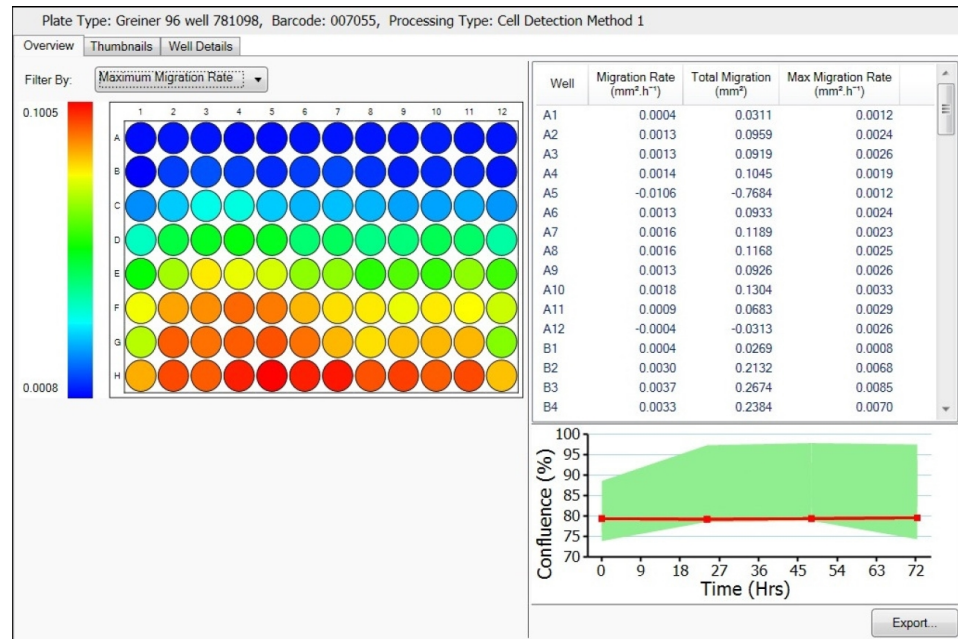 Plate Type: Greiner 96 well 781098, Barcode: 007055, Processing Type: Cell Detection Method 1
Overview Thumbnails Well Details
Filter By: Maximum Migration Rate
0.1005
0.0008
1 2 3 4 5 6 7 8 9 10 11 12
A
B
C
D
E
F
G
H
Well Migration Rate (mm².h⁻¹) Total Migration (mm²) Max Migration Rate (mm².h⁻¹)
A1 0.0004 0.0311 0.0012
A2 0.0013 0.0959 0.0024
A3 0.0013 0.0919 0.0026
A4 0.0014 0.1045 0.0019
A5 -0.0106 -0.7684 0.0012
A6 0.0013 0.0933 0.0024
A7 0.0016 0.1189 0.0023
A8 0.0016 0.1168 0.0025
A9 0.0013 0.0926 0.0026
A10 0.0018 0.1304 0.0033
A11 0.0009 0.0683 0.0029
A12 -0.0004 -0.0313 0.0026
B1 0.0004 0.0269 0.0008
B2 0.0030 0.2132 0.0068
B3 0.0037 0.2674 0.0085
B4 0.0033 0.2384 0.0070
Confluence (%)
100
95
90
85
80
75
70
0 9 18 27 36 45 54 63 72
Time (Hrs)
Export...